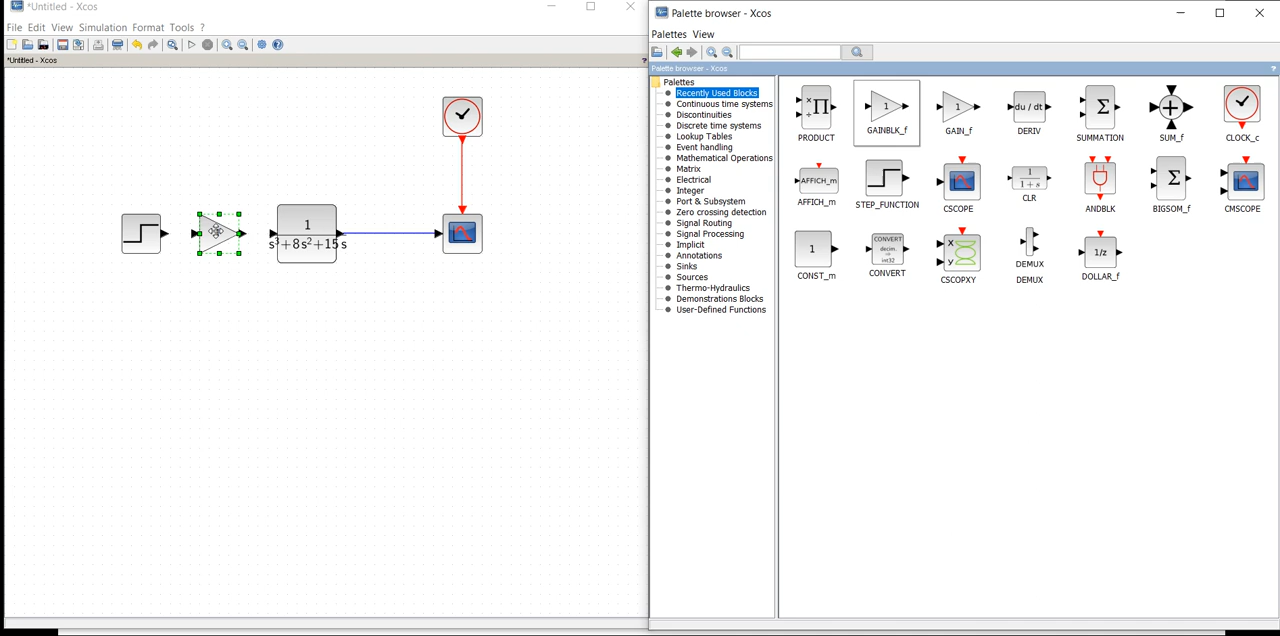 *Untitled - Xcos
File Edit View Simulation Format Tools ?
*Untitled - Xcos ?
1
s³+8s²+15s
Palette browser - Xcos
Palettes View
Palette browser - Xcos ?
Palettes
Recently Used Blocks
Continuous time systems
Discontinuities
Discrete time systems
Lookup Tables
Event handling
Mathematical Operations
Matrix
Electrical
Integer
Port & Subsystem
Zero crossing detection
Signal Routing
Signal Processing
Implicit
Annotations
Sinks
Sources
Thermo-Hydraulics
Demonstrations Blocks
User-Defined Functions
× Π ÷ 1 1 du / dt Σ +
PRODUCT GAINBLK_f GAIN_f DERIV SUMMATION SUM_f CLOCK_c
AFFICH_m 1 Σ
1+s
AFFICH_m STEP_FUNCTION CSCOPE CLR ANDBLK BIGSOM_f CMSCOPE
1 CONVERT decim. int32 X Y 1/z
CONST_m CONVERT CSCOPXY DEMUX DOLLAR_f
DEMUX